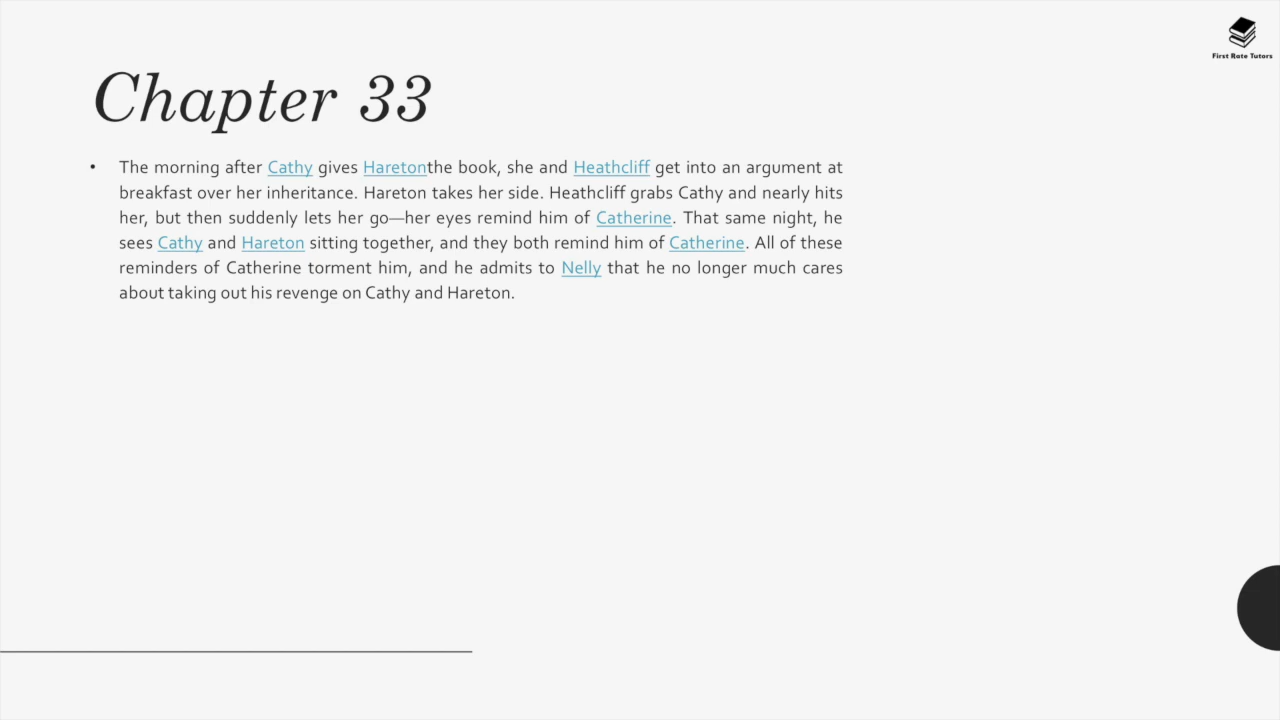 First Rate Tutors
Chapter 33
• The morning after Cathy gives Haretonthe book, she and Heathcliff get into an argument at
breakfast over her inheritance. Hareton takes her side. Heathcliff grabs Cathy and nearly hits
her, but then suddenly lets her go—her eyes remind him of Catherine. That same night, he
sees Cathy and Hareton sitting together, and they both remind him of Catherine. All of these
reminders of Catherine torment him, and he admits to Nelly that he no longer much cares
about taking out his revenge on Cathy and Hareton.